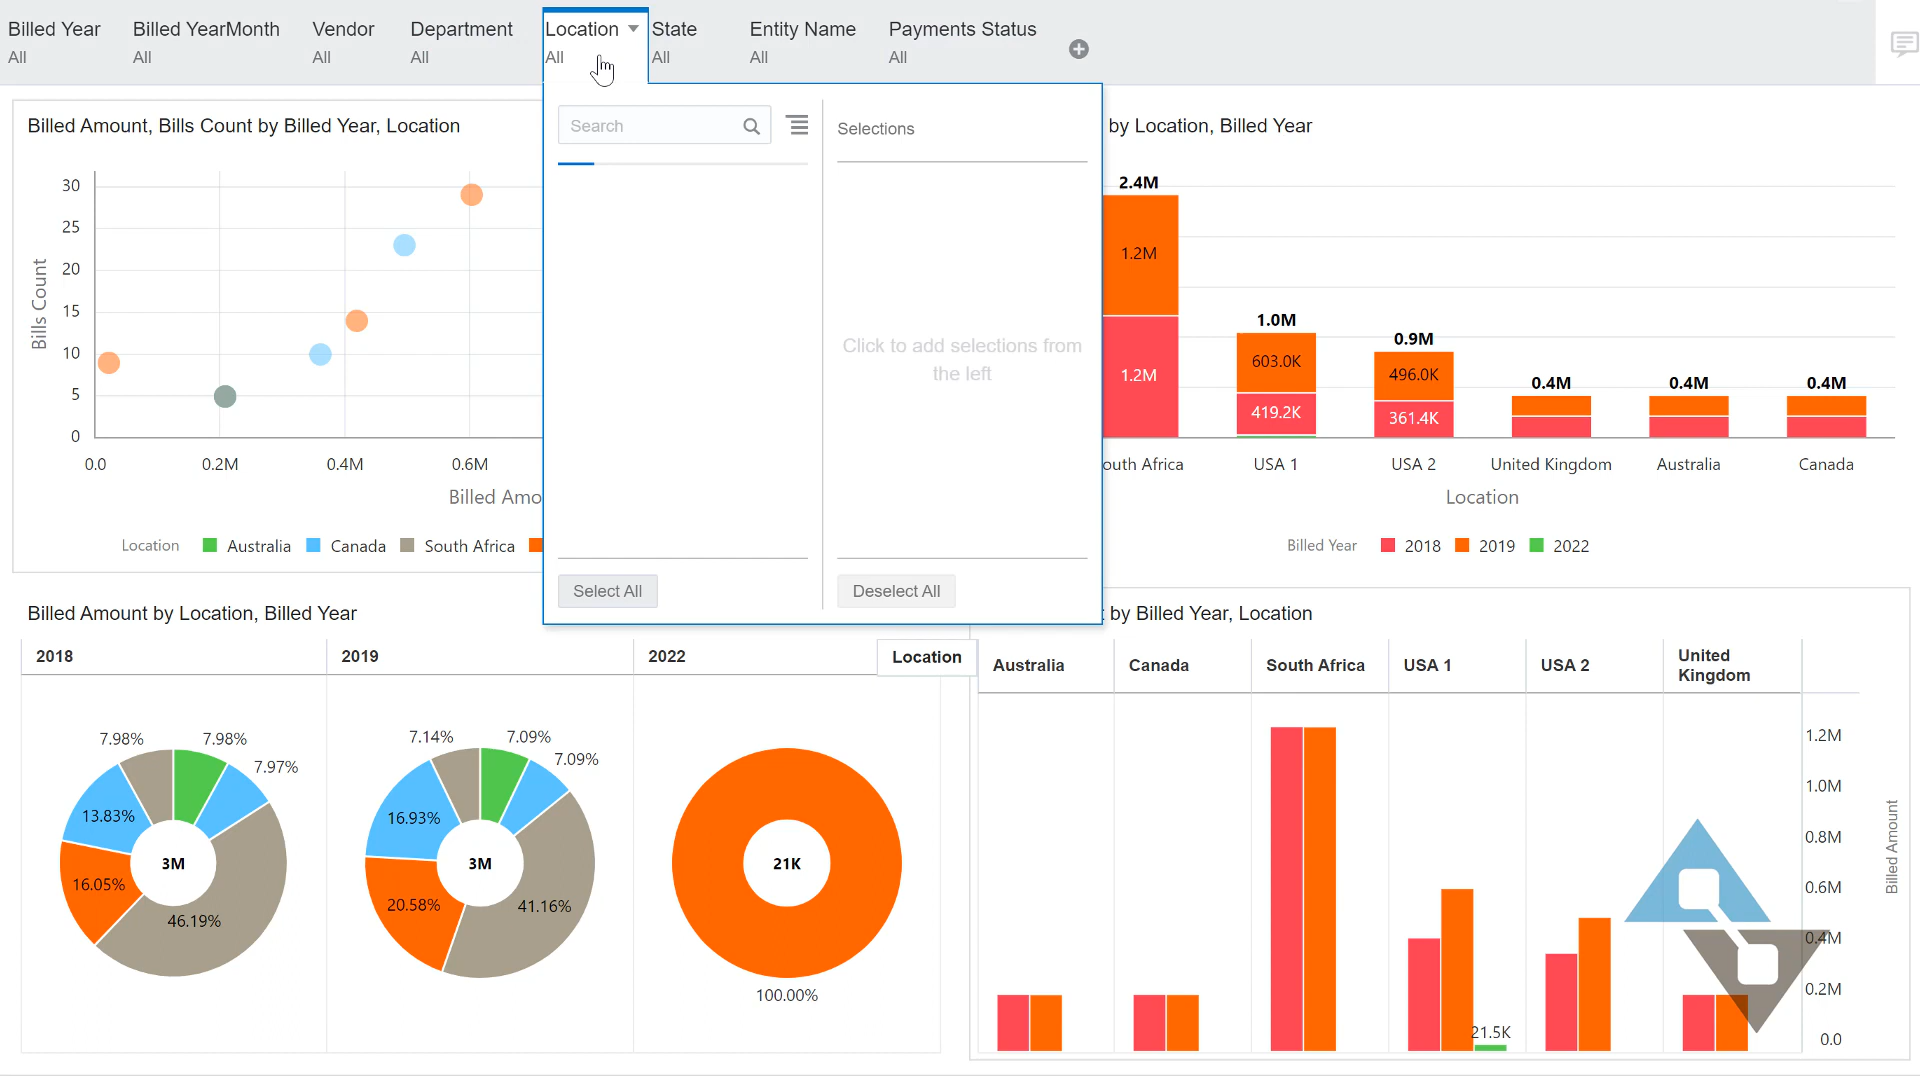 Billed Year
Billed YearMonth
Vendor
Department
Location
State
Entity Name
Payments Status
All
All
All
All
All
All
All
All
Billed Amount, Bills Count by Billed Year, Location
Bills Count
30
25
20
15
10
5
0
0.0
0.2M
0.4M
0.6M
Billed Amo
Location
Australia
Canada
South Africa
Search
Selections
Click to add selections from
the left
Select All
Deselect All
by Location, Billed Year
2.4M
1.2M
1.2M
1.0M
603.0K
419.2K
0.9M
496.0K
361.4K
0.4M
0.4M
0.4M
outh Africa
USA 1
USA 2
United Kingdom
Australia
Canada
Location
Billed Year
2018
2019
2022
Billed Amount by Location, Billed Year
2018
2019
2022
7.98%
7.98%
7.97%
13.83%
16.05%
46.19%
3M
7.14%
7.09%
7.09%
16.93%
20.58%
41.16%
3M
21K
100.00%
by Billed Year, Location
Location
Australia
Canada
South Africa
USA 1
USA 2
United
Kingdom
21.5K
1.2M
1.0M
0.8M
0.6M
0.4M
0.2M
0.0
Billed Amount